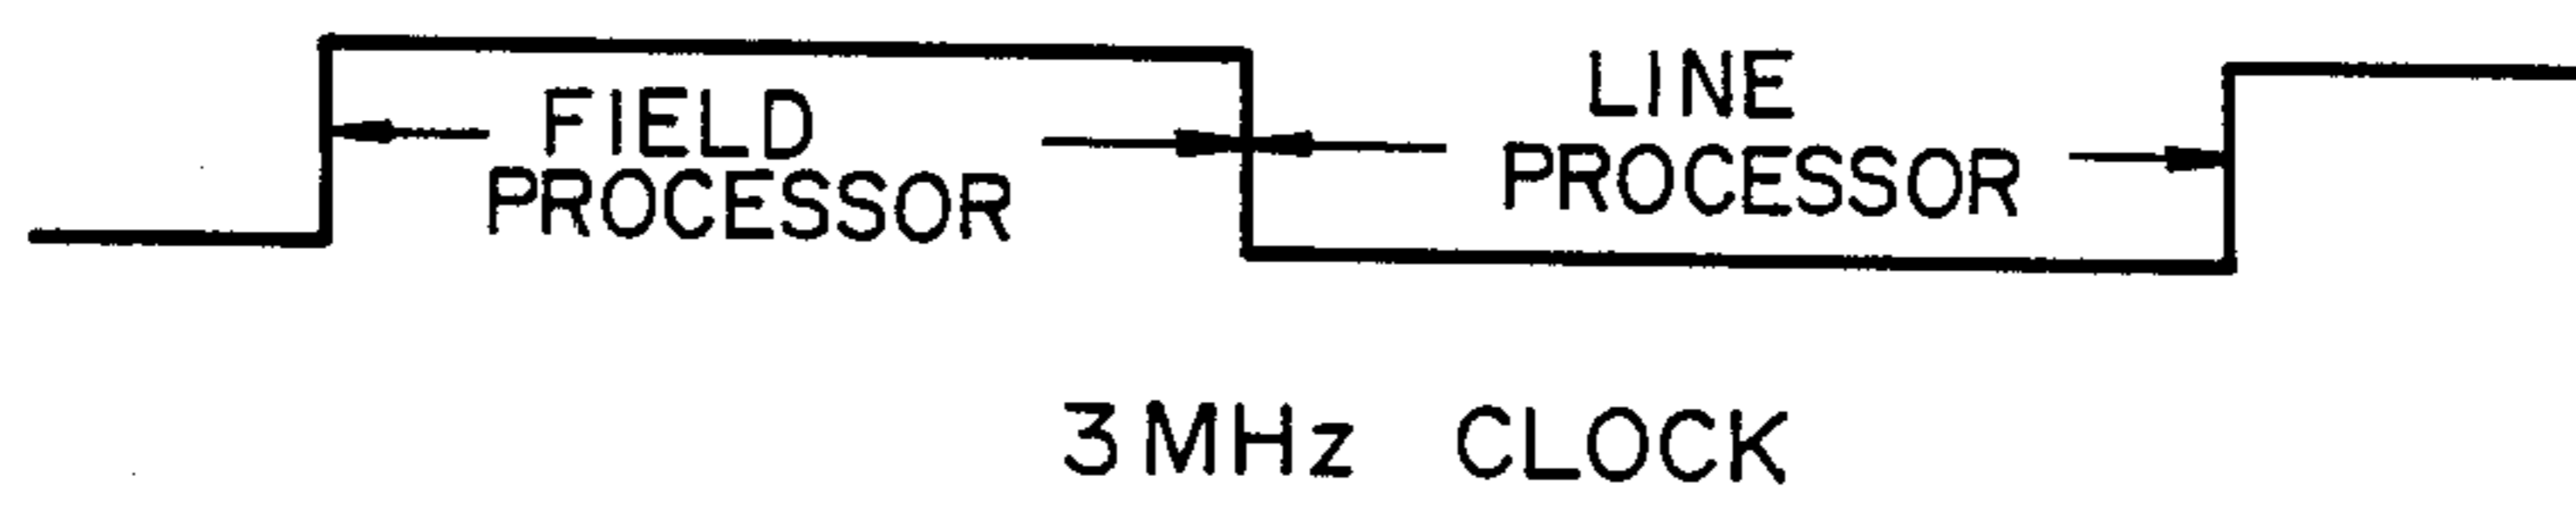 FIELD
PROCESSOR
LINE
PROCESSOR
3MHz CLOCK